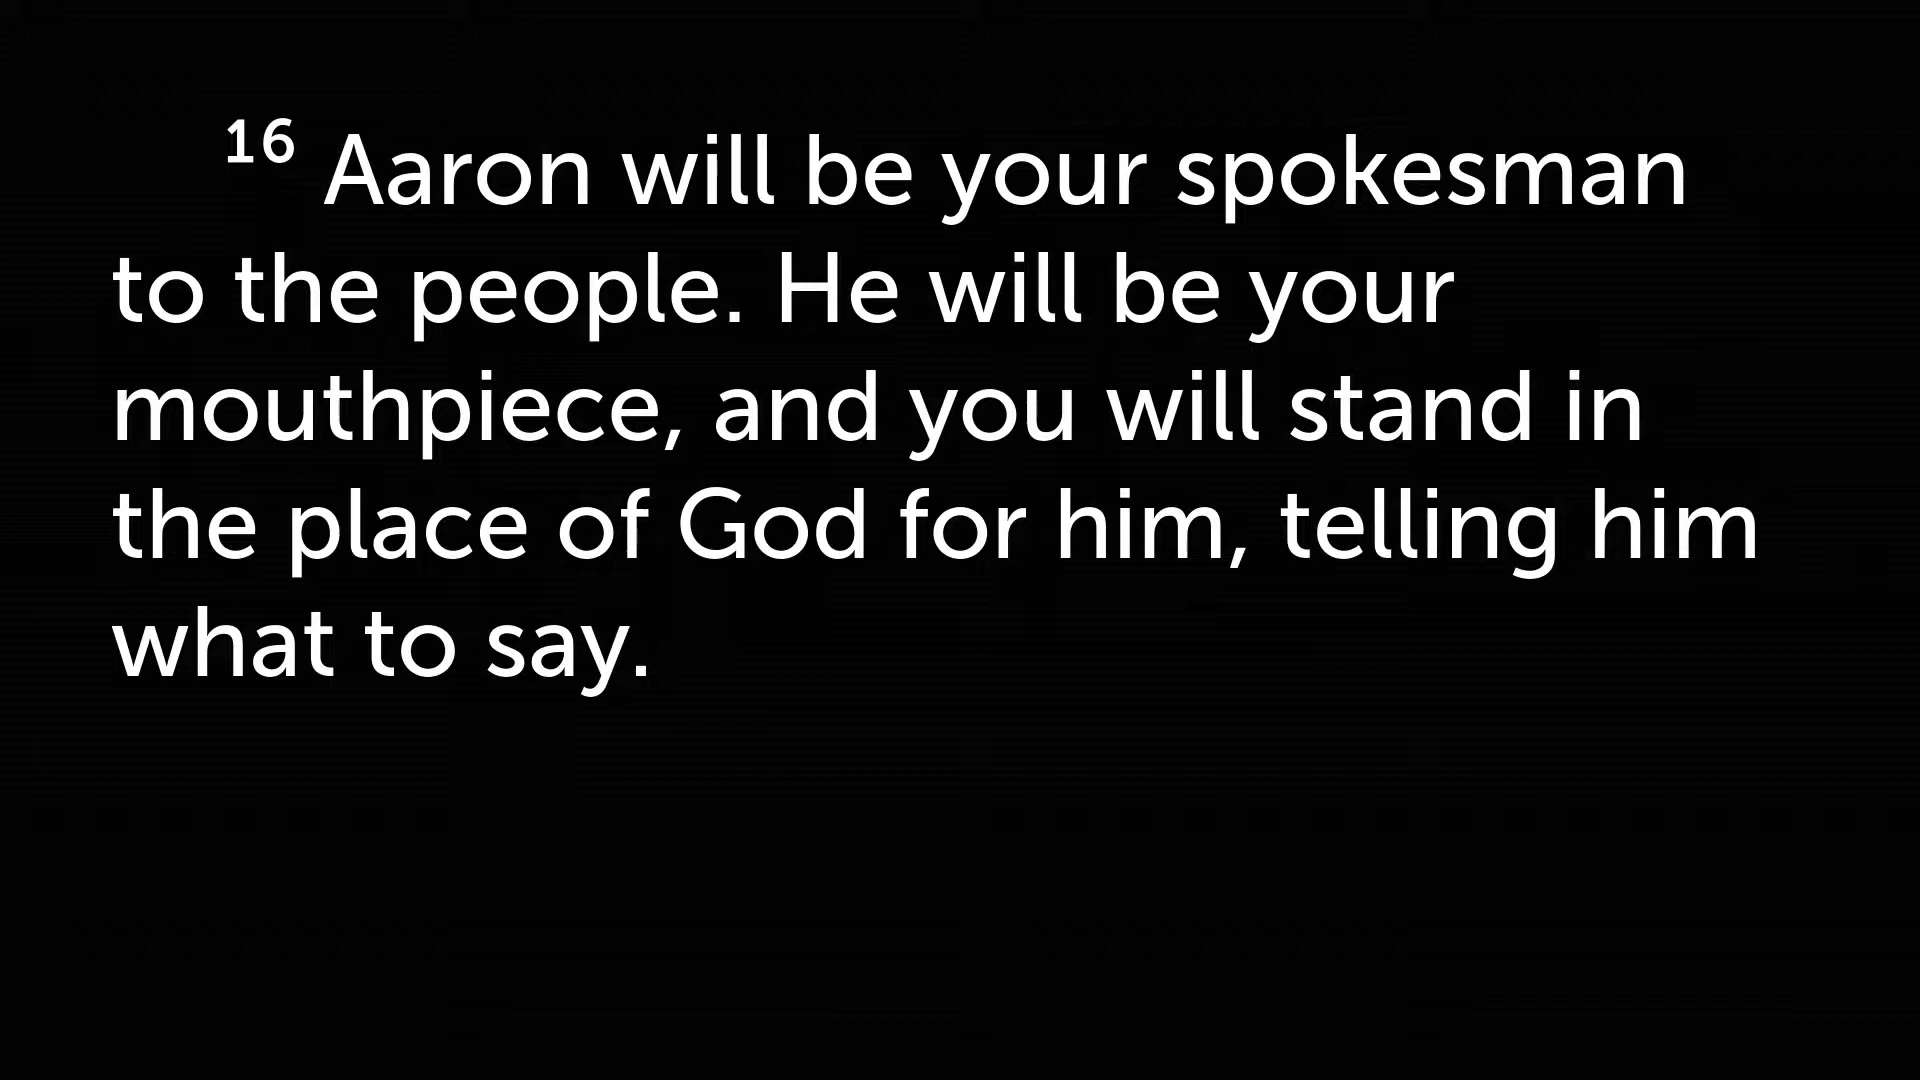 16 Aaron will be your spokesman
to the people. He will be your
mouthpiece, and you will stand in
the place of God for him, telling him
what to say.